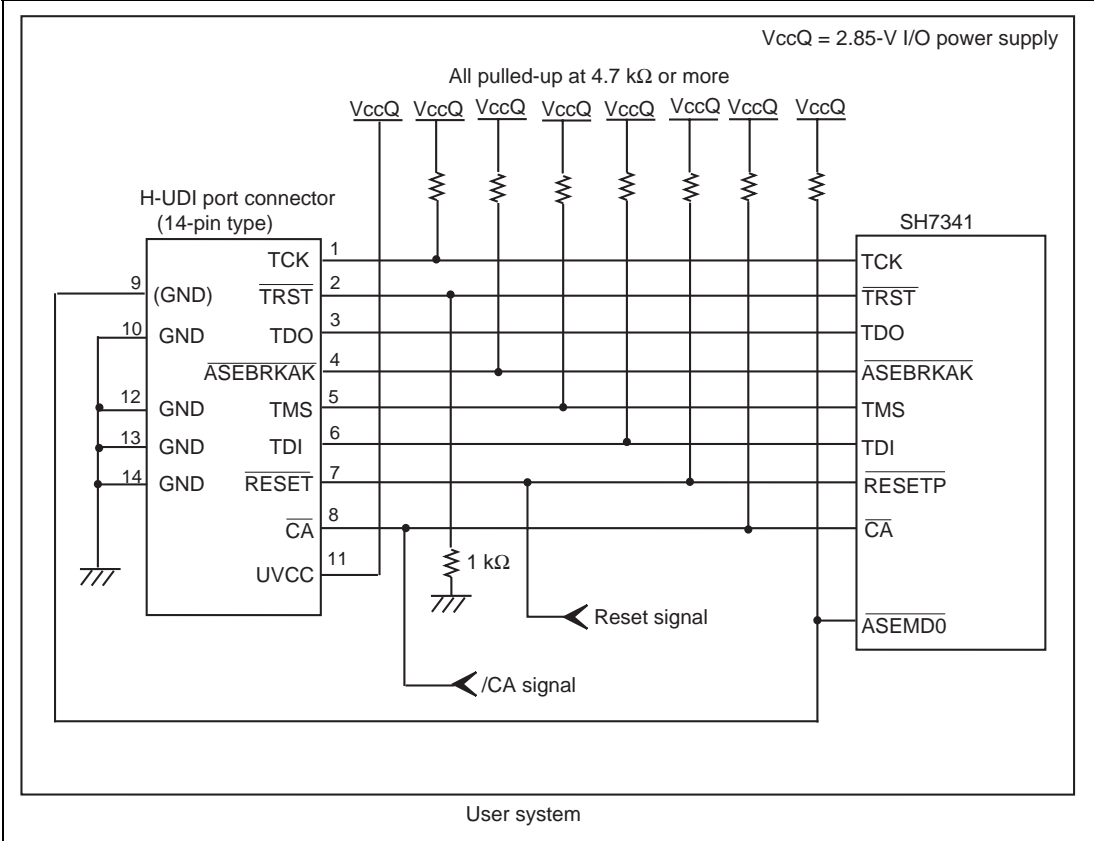 VccQ = 2.85-V I/O power supply
All pulled-up at 4.7 kΩ or more
VccQ VccQ VccQ VccQ VccQ VccQ VccQ VccQ
H-UDI port connector
(14-pin type)
SH7341
TCK 1 TCK
9 (GND) TRST 2 TRST
10 GND TDO 3 TDO
ASEBRKAK 4 ASEBRKAK
12 GND TMS 5 TMS
13 GND TDI 6 TDI
14 GND RESET 7 RESETP
CA 8 CA
UVCC 11 1 kΩ
Reset signal ASEMD0
/CA signal
User system